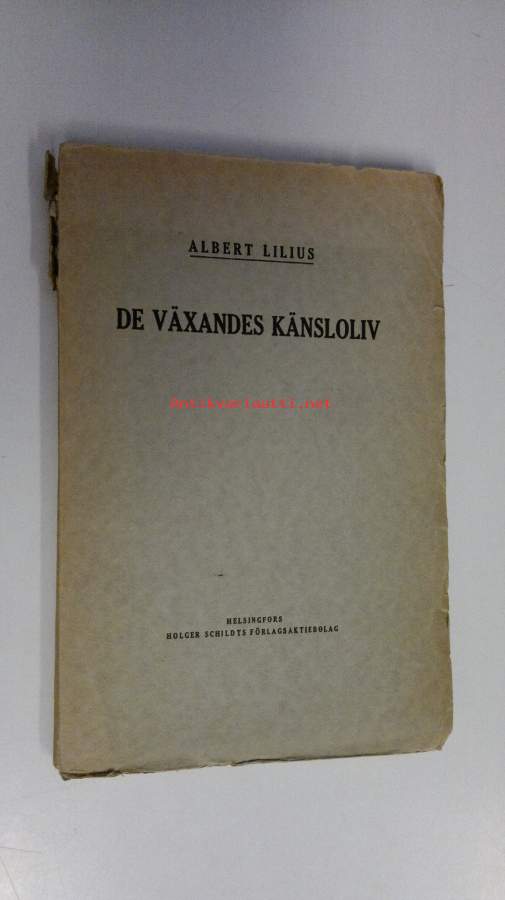 ALBERT LILIUS
DE VÄXANDES KÄNSLOLIV
Antikvariaatti.net
HELSINGFORS
HOLGER SCHILDTS FÖRLAGSAKTIEBOLAG